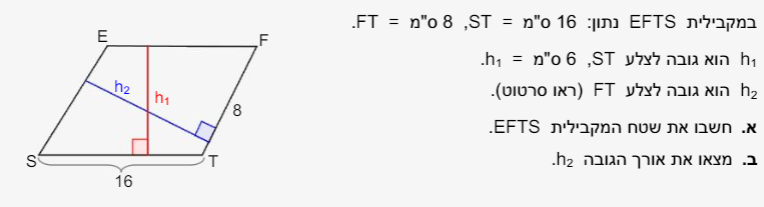 במקבילית EFTS נתון: ST = 16 ס"מ, FT = 8 ס"מ.
h₁ הוא גובה לצלע ST, h₁ = 6 ס"מ.
h₂ הוא גובה לצלע FT (ראו סרטוט).
א. חשבו את שטח המקבילית EFTS.
ב. מצאו את אורך הגובה h₂.
E
F
h₂
h₁
8
S
T
16